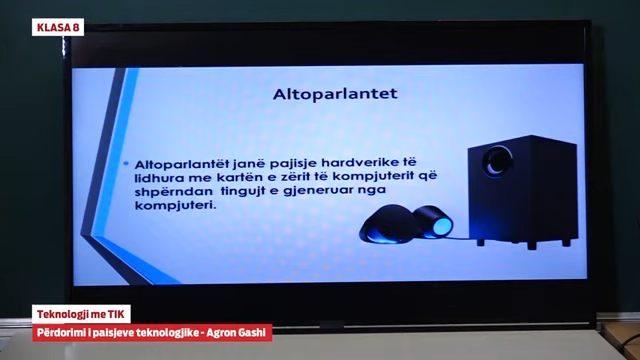 KLASA 8
Altoparlantet
Altoparlantët janë pajisje hardverike të
lidhura me kartën e zërit të kompjuterit që
shpërndan tingujt e gjeneruar nga
kompjuteri.
Teknologji me TIK
Përdorimi i paisjeve teknologjike - Agron Gashi